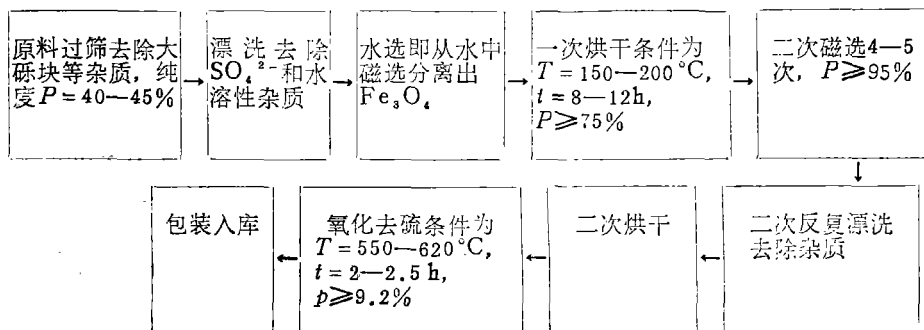 原料过筛去除大
砾块等杂质，纯
度P＝40—45%
漂洗去除
SO₄²⁻和水
溶性杂质
水选即从水中
磁选分离出
Fe₃O₄
一次烘干条件为
T＝150—200℃，
t＝8—12h，
P⩾75%
二次磁选4—5
次，P⩾95%
二次反复漂洗
去除杂质
二次烘干
氧化去硫条件为
T＝550—620℃，
t＝2—2.5h，
p⩾9.2%
包装入库